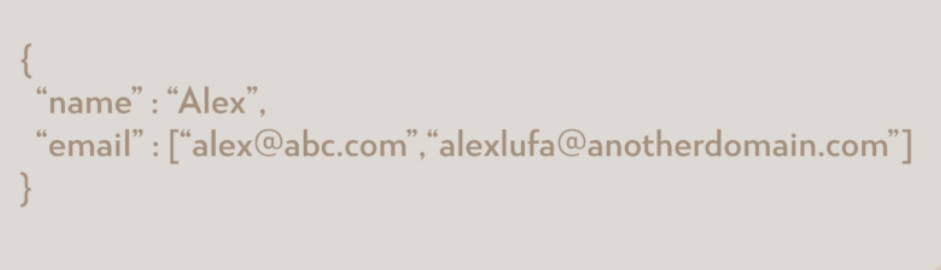 {
“name” : “Alex”,
“email” : [“alex@abc.com”,“alexlufa@anotherdomain.com”]
}